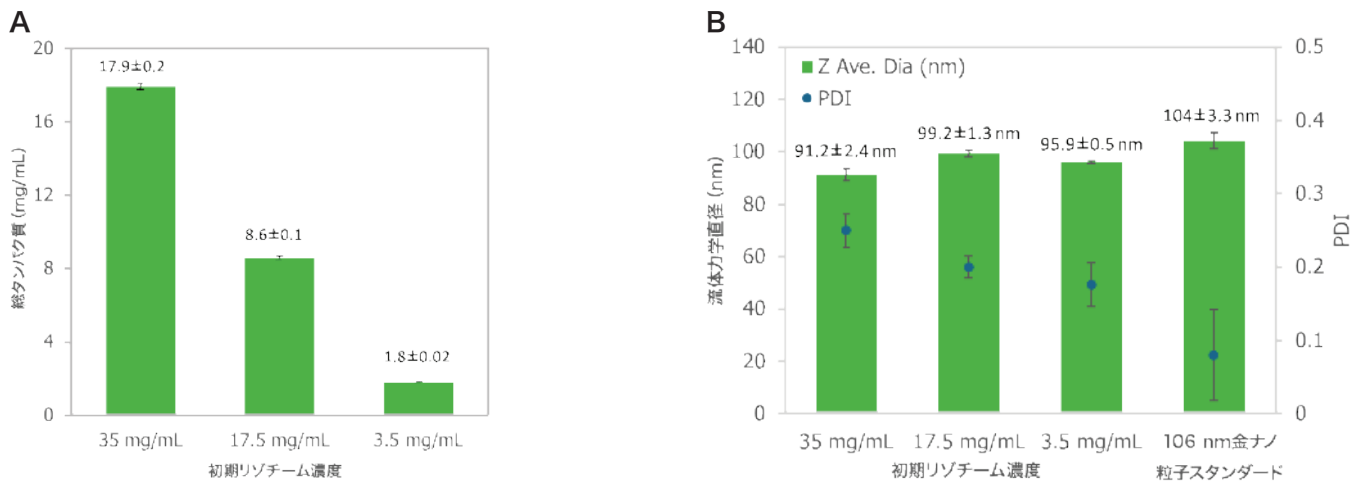 A
20
16
12
8
4
0
総タンパク質 (mg/mL)
17.9±0.2
8.6±0.1
1.8±0.02
35 mg/mL
17.5 mg/mL
3.5 mg/mL
初期リゾチーム濃度
B
140
120
100
80
60
40
20
0
流体力学直径 (nm)
Z Ave. Dia (nm)
PDI
91.2±2.4 nm
99.2±1.3 nm
95.9±0.5 nm
104±3.3 nm
0.5
0.4
0.3
0.2
0.1
0
PDI
35 mg/mL
17.5 mg/mL
3.5 mg/mL
106 nm金ナノ
初期リゾチーム濃度
粒子スタンダード